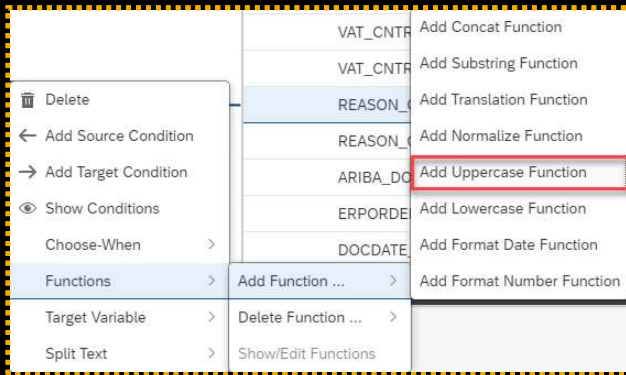 VAT_CNTR
VAT_CNTR
REASON_
REASON_
ARIBA_DO
ERPORDE
DOCDATE_
Delete
Add Source Condition
Add Target Condition
Show Conditions
Choose-When
Functions
Target Variable
Split Text
Add Function ...
Delete Function ...
Show/Edit Functions
Add Concat Function
Add Substring Function
Add Translation Function
Add Normalize Function
Add Uppercase Function
Add Lowercase Function
Add Format Date Function
Add Format Number Function